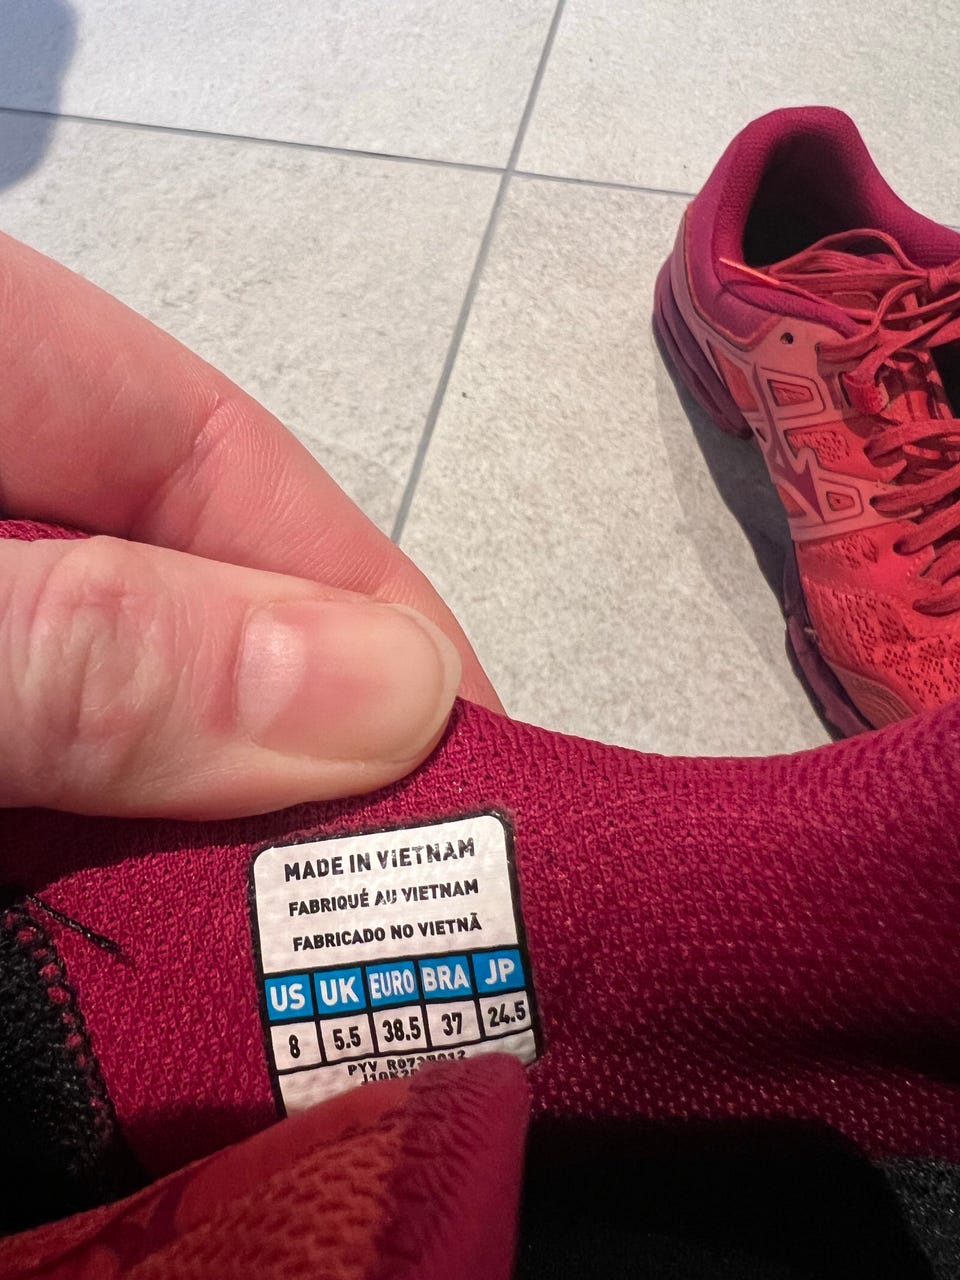 MADE IN VIETNAM
FABRIQUÉ AU VIETNAM
FABRICADO NO VIETNÃ
US UK EURO BRA JP
8 5.5 38.5 37 24.5
PYV